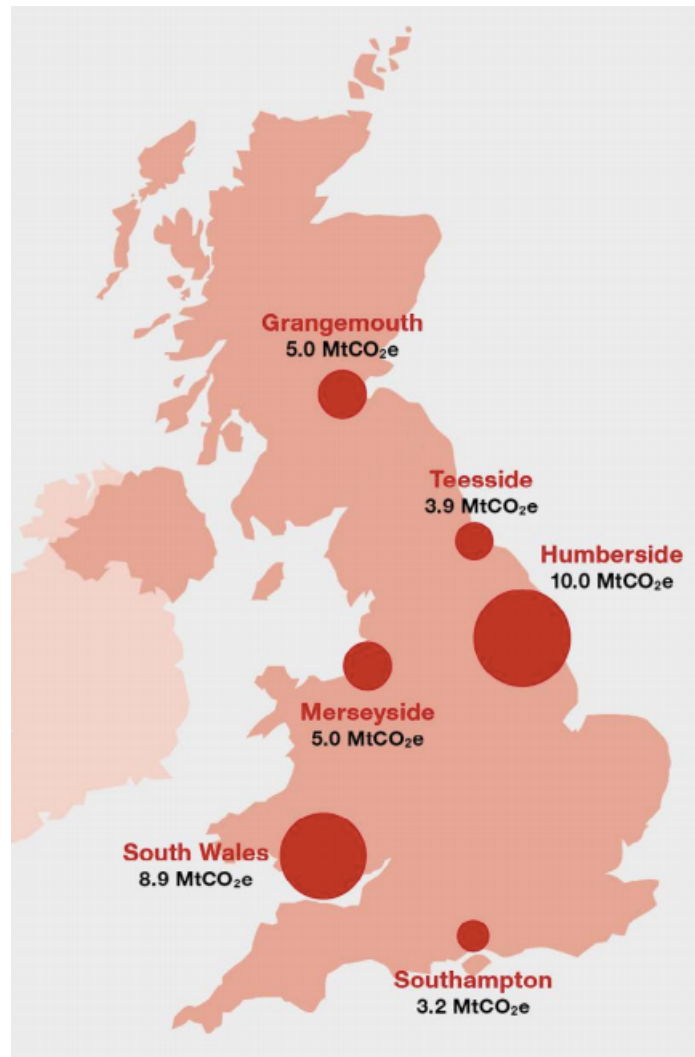 Grangemouth
5.0 MtCO₂e
Teesside
3.9 MtCO₂e
Humberside
10.0 MtCO₂e
Merseyside
5.0 MtCO₂e
South Wales
8.9 MtCO₂e
Southampton
3.2 MtCO₂e